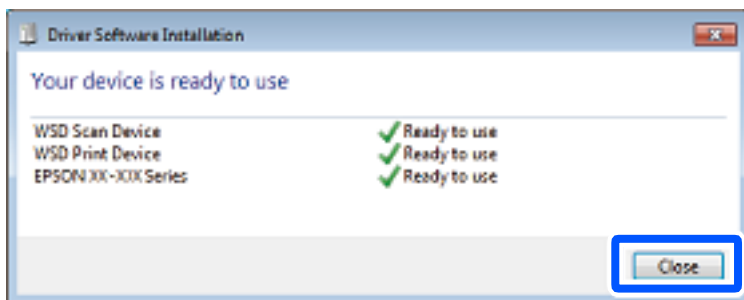 Driver Software Installation
Your device is ready to use
WSD Scan Device Ready to use
WSD Print Device Ready to use
EPSON XX-XXX Series Ready to use
Close